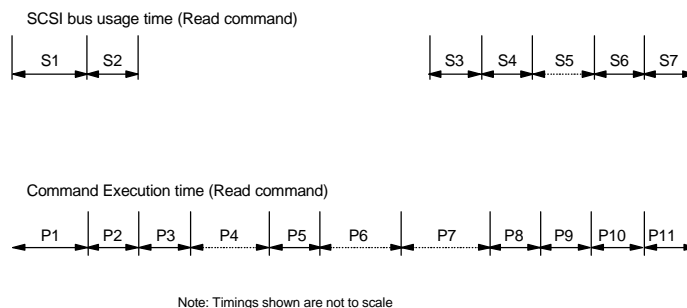 SCSI bus usage time (Read command)
S1 S2 S3 S4 S5 S6 S7
Command Execution time (Read command)
P1 P2 P3 P4 P5 P6 P7 P8 P9 P10 P11
Note: Timings shown are not to scale